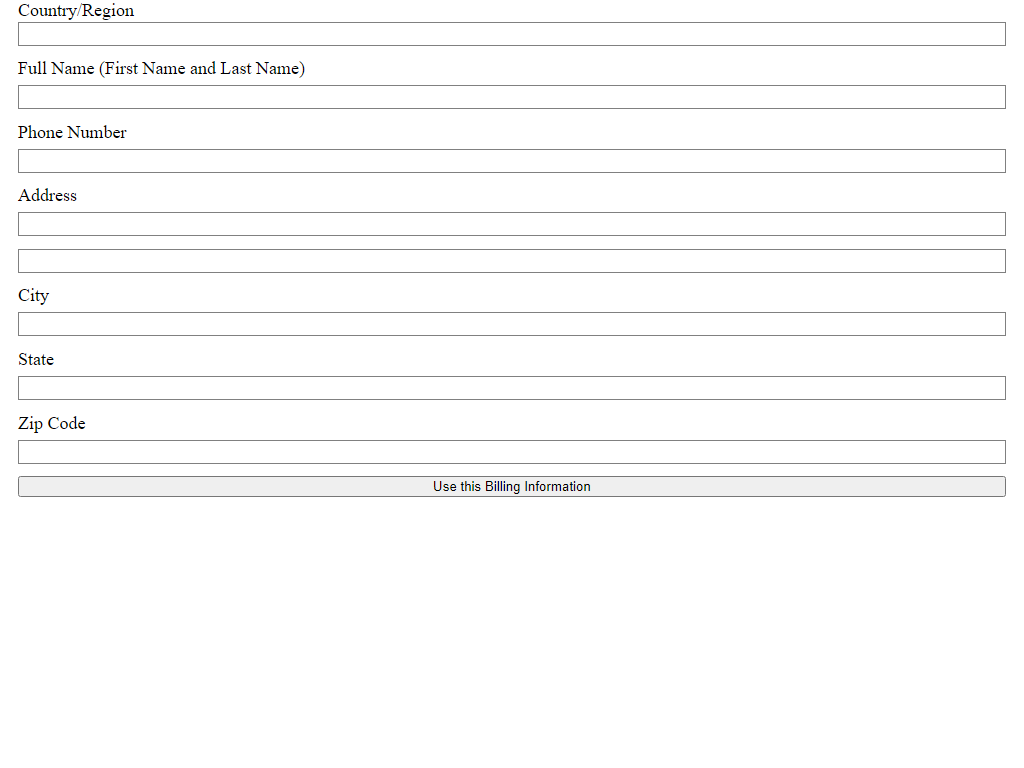 Country/Region
Full Name (First Name and Last Name)
Phone Number
Address
City
State
Zip Code
Use this Billing Information